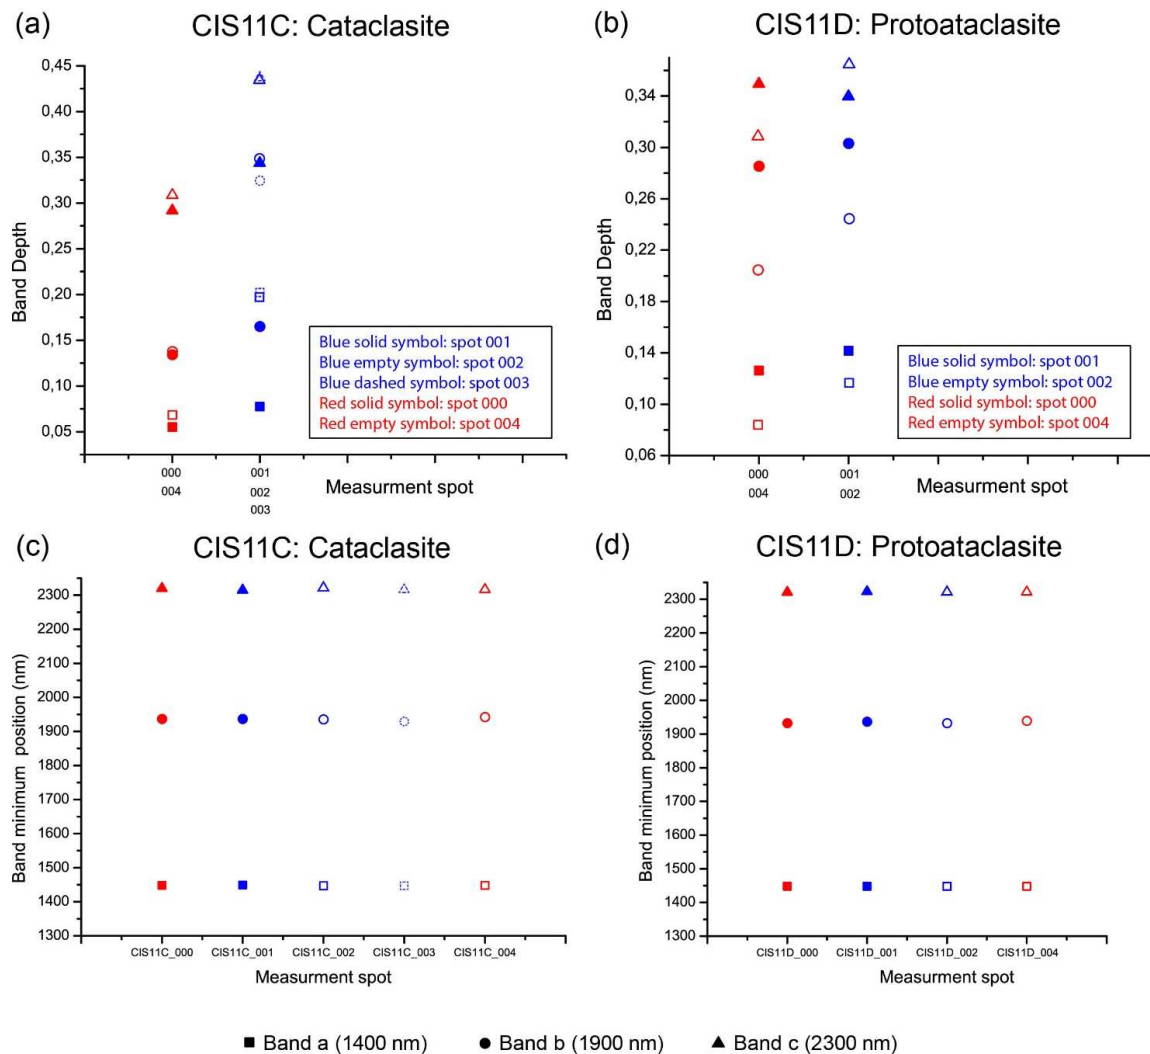 (a) CIS11C: Cataclasite
0,45
0,40
0,35
0,30
0,25
0,20
0,15
0,10
0,05
Band Depth
Blue solid symbol: spot 001
Blue empty symbol: spot 002
Blue dashed symbol: spot 003
Red solid symbol: spot 000
Red empty symbol: spot 004
000 001
004 002
003
Measurment spot
(b) CIS11D: Protoataclasite
0,34
0,30
0,26
0,22
0,18
0,14
0,10
0,06
Band Depth
Blue solid symbol: spot 001
Blue empty symbol: spot 002
Red solid symbol: spot 000
Red empty symbol: spot 004
000 001
004 002
Measurment spot
(c) CIS11C: Cataclasite
2300
2200
2100
2000
1900
1800
1700
1600
1500
1400
1300
Band minimum position (nm)
CIS11C_000 CIS11C_001 CIS11C_002 CIS11C_003 CIS11C_004
Measurment spot
(d) CIS11D: Protoataclasite
2300
2200
2100
2000
1900
1800
1700
1600
1500
1400
1300
Band minimum position (nm)
CIS11D_000 CIS11D_001 CIS11D_002 CIS11D_004
Measurment spot
Band a (1400 nm) Band b (1900 nm) Band c (2300 nm)